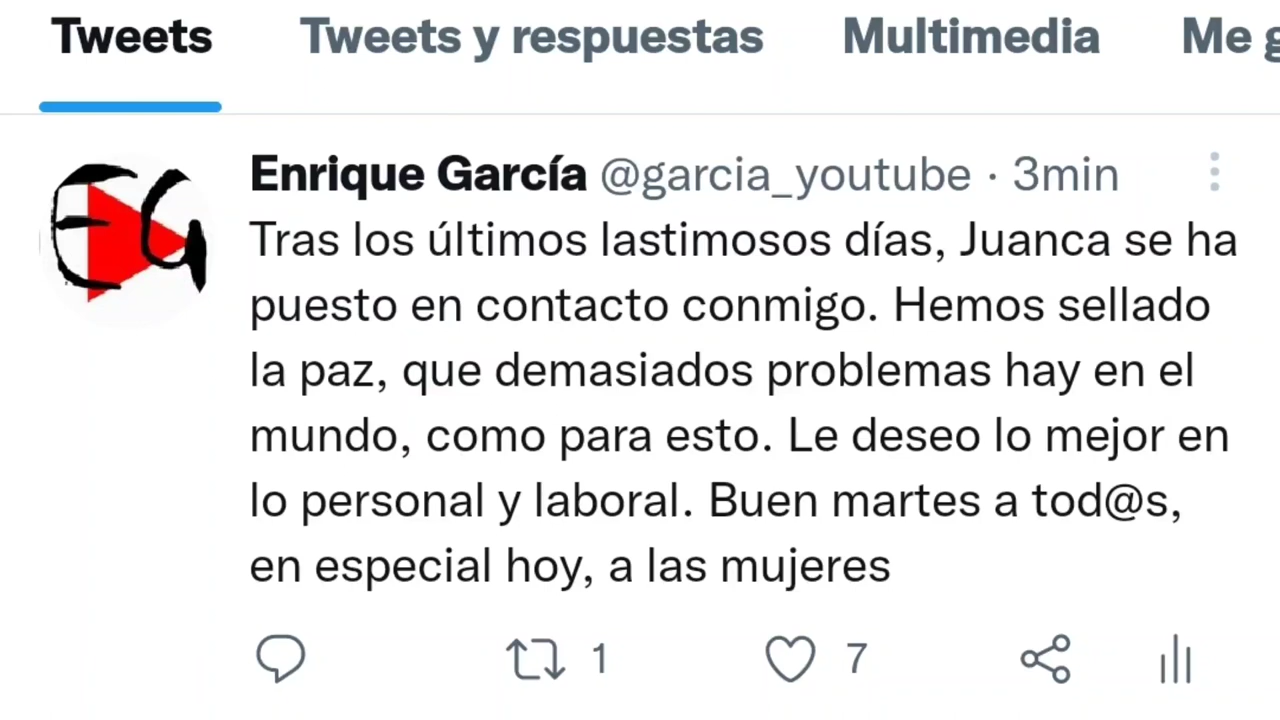 Tweets Tweets y respuestas Multimedia Me g
EG
Enrique García @garcia_youtube · 3min
Tras los últimos lastimosos días, Juanca se ha
puesto en contacto conmigo. Hemos sellado
la paz, que demasiados problemas hay en el
mundo, como para esto. Le deseo lo mejor en
lo personal y laboral. Buen martes a tod@s,
en especial hoy, a las mujeres
1 7